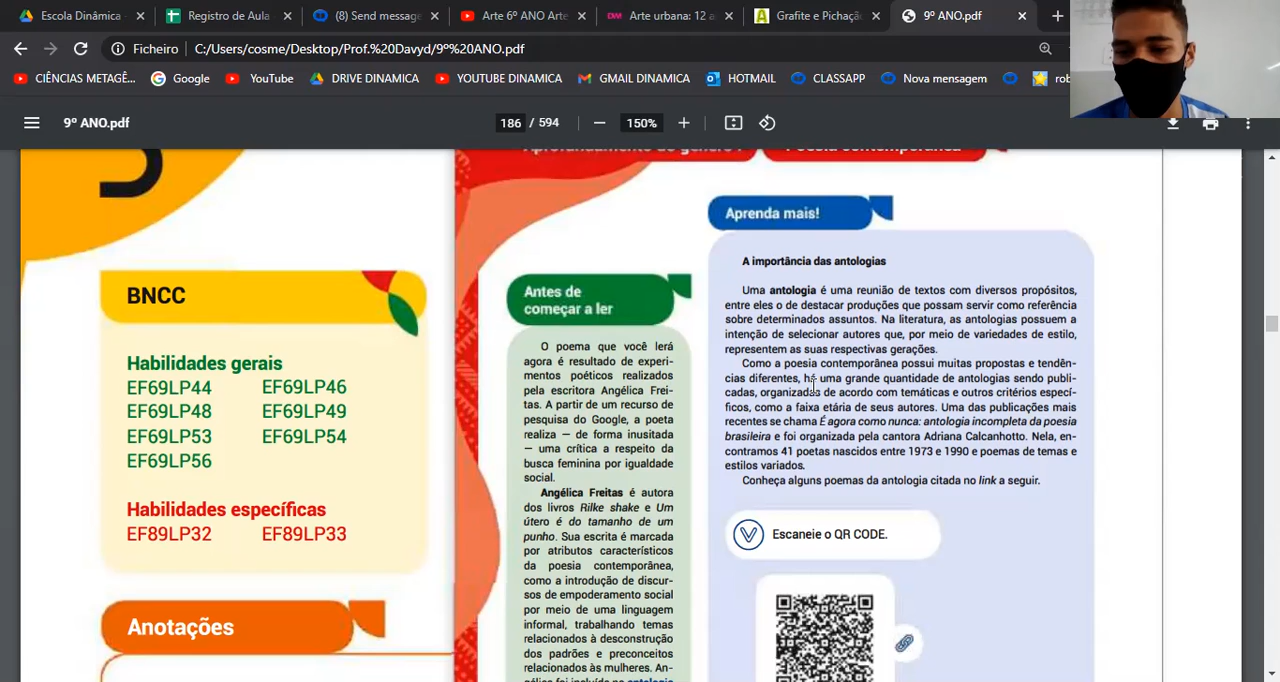 Escola Dinâmica -
Registro de Aula
(8) Send message
Arte 6º ANO Arte
Arte urbana: 12 a
Grafite e Pichação
9º ANO.pdf
Ficheiro
C:/Users/cosme/Desktop/Prof.%20Davyd/9º%20ANO.pdf
CIÊNCIAS METAGÊ...
Google
YouTube
DRIVE DINAMICA
YOUTUBE DINAMICA
GMAIL DINAMICA
HOTMAIL
CLASSAPP
Nova mensagem
9º ANO.pdf
186 / 594
150%
BNCC
Habilidades gerais
EF69LP44 EF69LP46
EF69LP48 EF69LP49
EF69LP53 EF69LP54
EF69LP56
Habilidades específicas
EF89LP32 EF89LP33
Anotações
Antes de
começar a ler
O poema que você lerá
agora é resultado de experi-
mentos poéticos realizados
pela escritora Angélica Frei-
tas. A partir de um recurso de
pesquisa do Google, a poeta
realiza — de forma inusitada
— uma crítica a respeito da
busca feminina por igualdade
social.
Angélica Freitas é autora
dos livros Rilke shake e Um
útero é do tamanho de um
punho. Sua escrita é marcada
por atributos característicos
da poesia contemporânea,
como a introdução de discur-
sos de empoderamento social
por meio de uma linguagem
informal, trabalhando temas
relacionados à desconstrução
dos padrões e preconceitos
relacionados às mulheres. An-
Aprenda mais!
A importância das antologias
Uma antologia é uma reunião de textos com diversos propósitos,
entre eles o de destacar produções que possam servir como referência
sobre determinados assuntos. Na literatura, as antologias possuem a
intenção de selecionar autores que, por meio de variedades de estilo,
representem as suas respectivas gerações.
Como a poesia contemporânea possui muitas propostas e tendên-
cias diferentes, há uma grande quantidade de antologias sendo publi-
cadas, organizadas de acordo com temáticas e outros critérios especí-
ficos, como a faixa etária de seus autores. Uma das publicações mais
recentes se chama É agora como nunca: antologia incompleta da poesia
brasileira e foi organizada pela cantora Adriana Calcanhotto. Nela, en-
contramos 41 poetas nascidos entre 1973 e 1990 e poemas de temas e
estilos variados.
Conheça alguns poemas da antologia citada no link a seguir.
Escaneie o QR CODE.